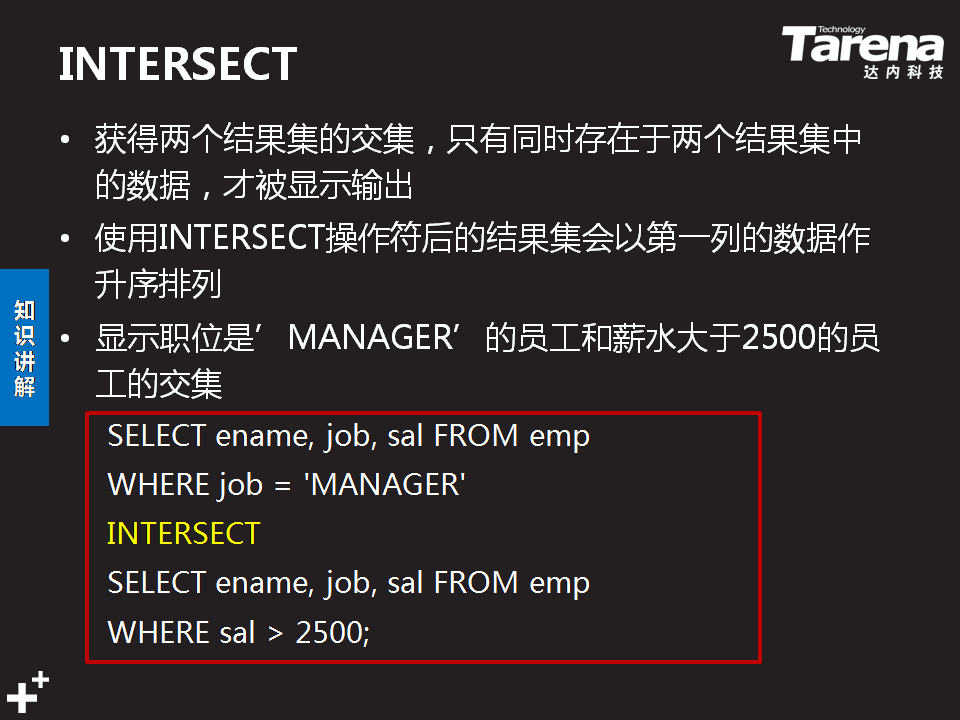 INTERSECT
Technology
Tarena
达内科技
• 获得两个结果集的交集，只有同时存在于两个结果集中
的数据，才被显示输出
• 使用INTERSECT操作符后的结果集会以第一列的数据作
升序排列
• 显示职位是’MANAGER’的员工和薪水大于2500的员
工的交集
SELECT ename, job, sal FROM emp
WHERE job = 'MANAGER'
INTERSECT
SELECT ename, job, sal FROM emp
WHERE sal > 2500;
知识讲解